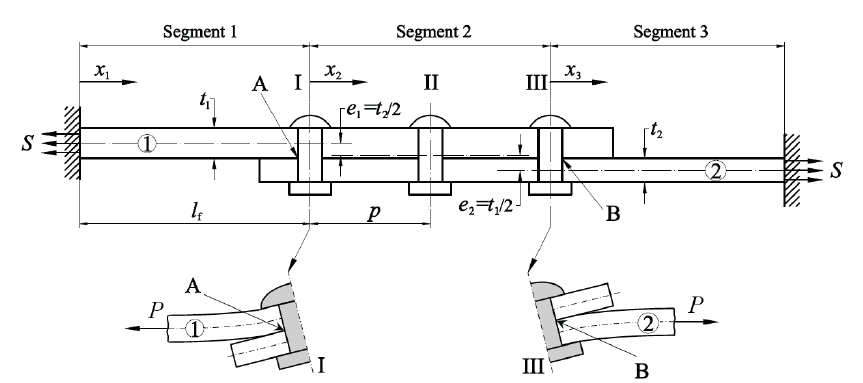 Segment 1 Segment 2 Segment 3
x₁ A I x₂ II III x₃
t₁ e₁=t₂/2 t₂
S ① ② S
l_f p e₂=t₁/2 B
A P
P ① ②
I III B